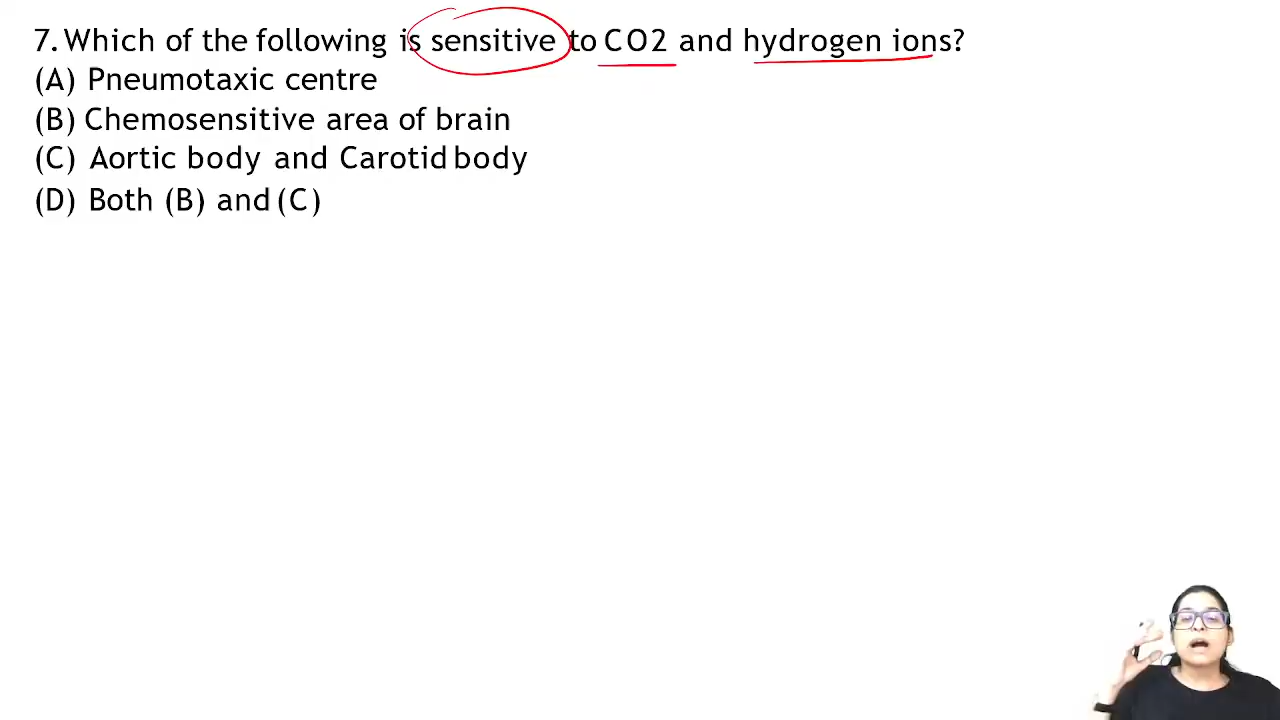 7. Which of the following is sensitive to CO2 and hydrogen ions?
(A) Pneumotaxic centre
(B) Chemosensitive area of brain
(C) Aortic body and Carotid body
(D) Both (B) and (C)